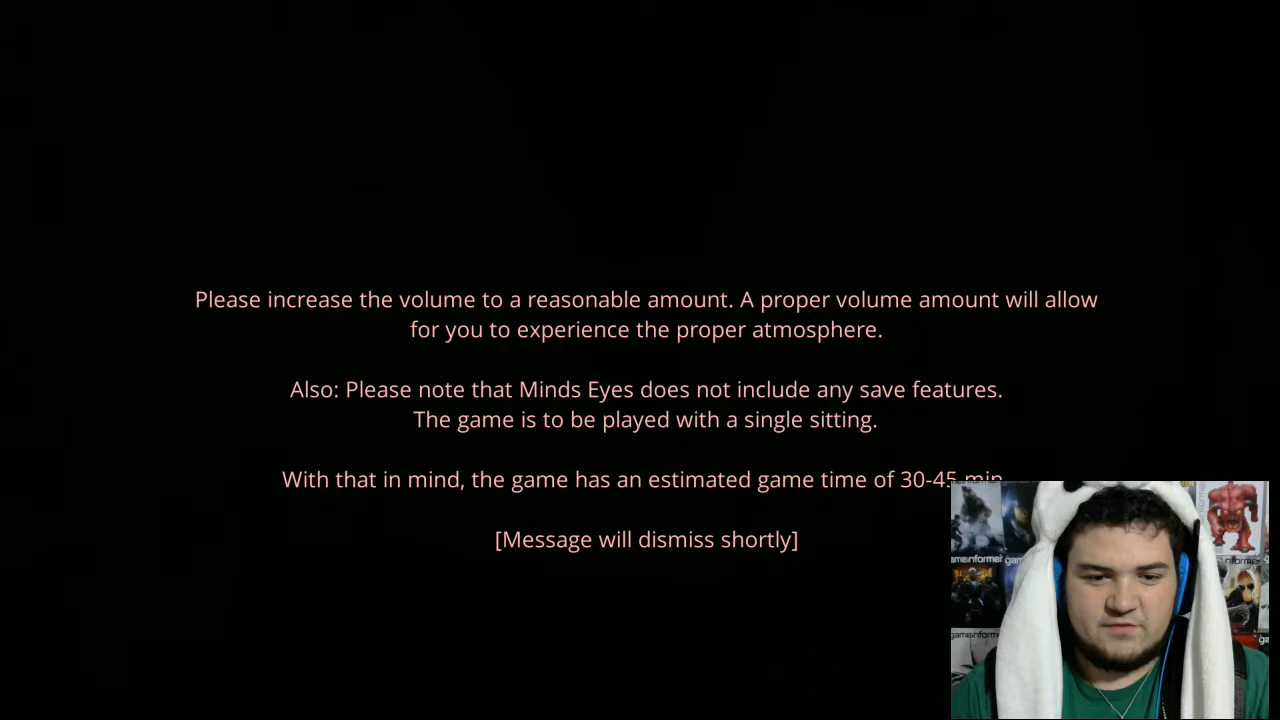 Please increase the volume to a reasonable amount. A proper volume amount will allow
for you to experience the proper atmosphere.
Also: Please note that Minds Eyes does not include any save features.
The game is to be played with a single sitting.
With that in mind, the game has an estimated game time of 30-45 min
[Message will dismiss shortly]
gameinformer